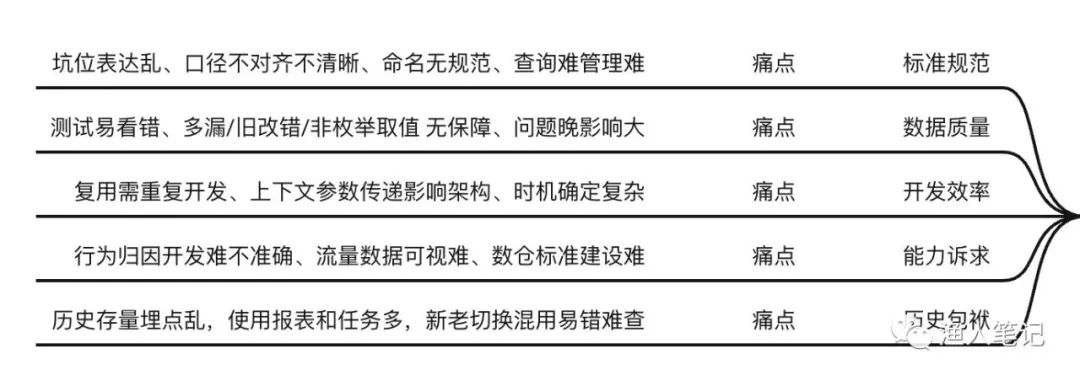 坑位表达乱、口径不对齐不清晰、命名无规范、查询难管理难 痛点 标准规范
测试易看错、多漏/旧改错/非枚举取值 无保障、问题晚影响大 痛点 数据质量
复用需重复开发、上下文参数传递影响架构、时机确定复杂 痛点 开发效率
行为归因开发难不准确、流量数据可视难、数仓标准建设难 痛点 能力诉求
历史存量埋点乱，使用报表和任务多，新老切换混用易错难查 痛点 历史包袱
渔人笔记